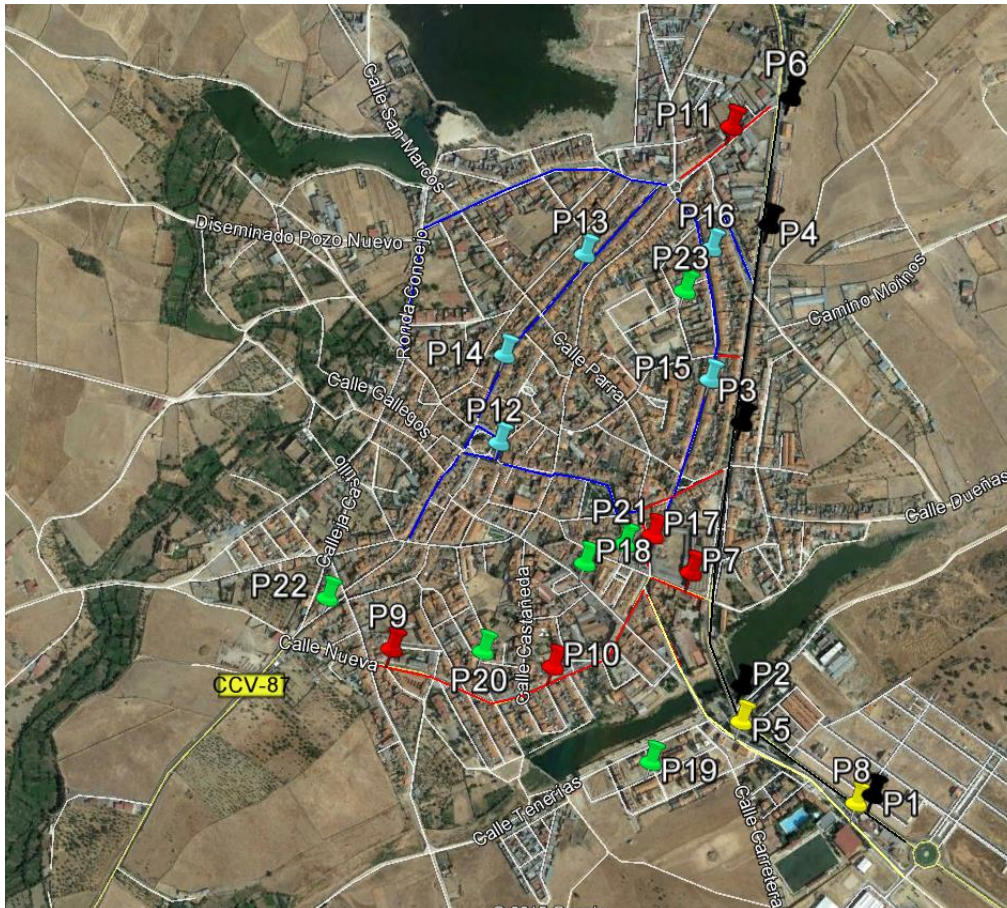 P6
P11
Calle San Marcos
P4
P16
P13
Diseminado Pozo Nuevo
P23
Ronda Concejo
Camino Molinos
P14
Calle Parra
P15
P3
Calle Gallegos
P12
Calleja Ca
Calle Dueñas
P21
P17
P18
P7
P22
Calle Castañeda
P9
Calle Nueva
P10
P20
CCV-87
P2
P5
P19
P8
P1
Calle Tenerías
Calle Carretera